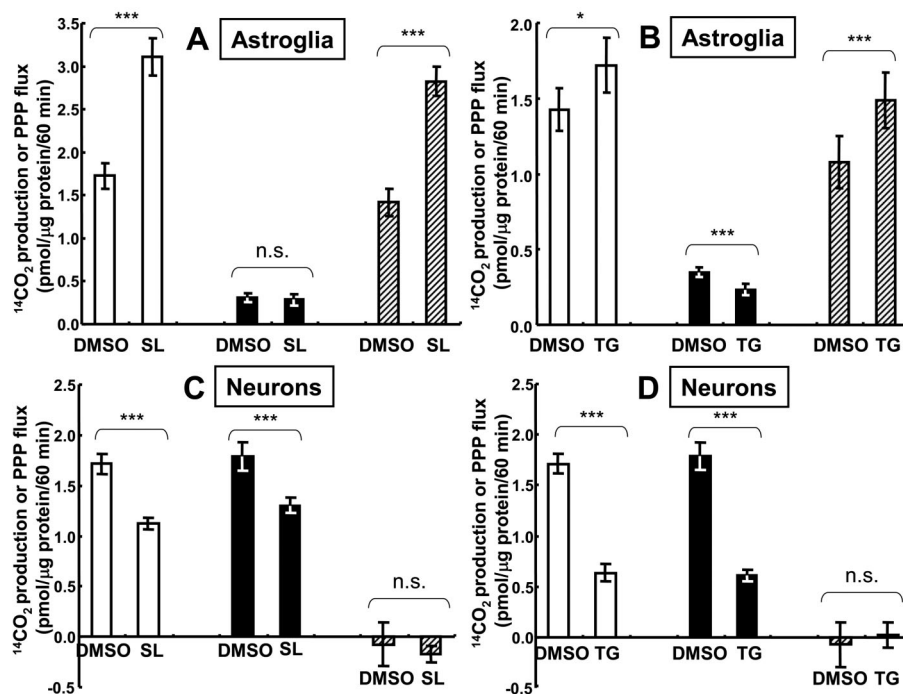 A Astroglia
¹⁴CO₂ production or PPP flux
(pmol/µg protein/60 min)
3.5
3.0
2.5
2.0
1.5
1.0
0.5
0.0
***
n.s.
***
DMSO SL DMSO SL DMSO SL
B Astroglia
¹⁴CO₂ production or PPP flux
(pmol/µg protein/60 min)
2.0
1.5
1.0
0.5
0.0
*
***
***
DMSO TG DMSO TG DMSO TG
C Neurons
¹⁴CO₂ production or PPP flux
(pmol/µg protein/60 min)
2.5
2.0
1.5
1.0
0.5
0.0
-0.5
***
***
n.s.
DMSO SL DMSO SL DMSO SL
D Neurons
¹⁴CO₂ production or PPP flux
(pmol/µg protein/60 min)
2.5
2.0
1.5
1.0
0.5
0.0
-0.5
***
***
n.s.
DMSO TG DMSO TG DMSO TG